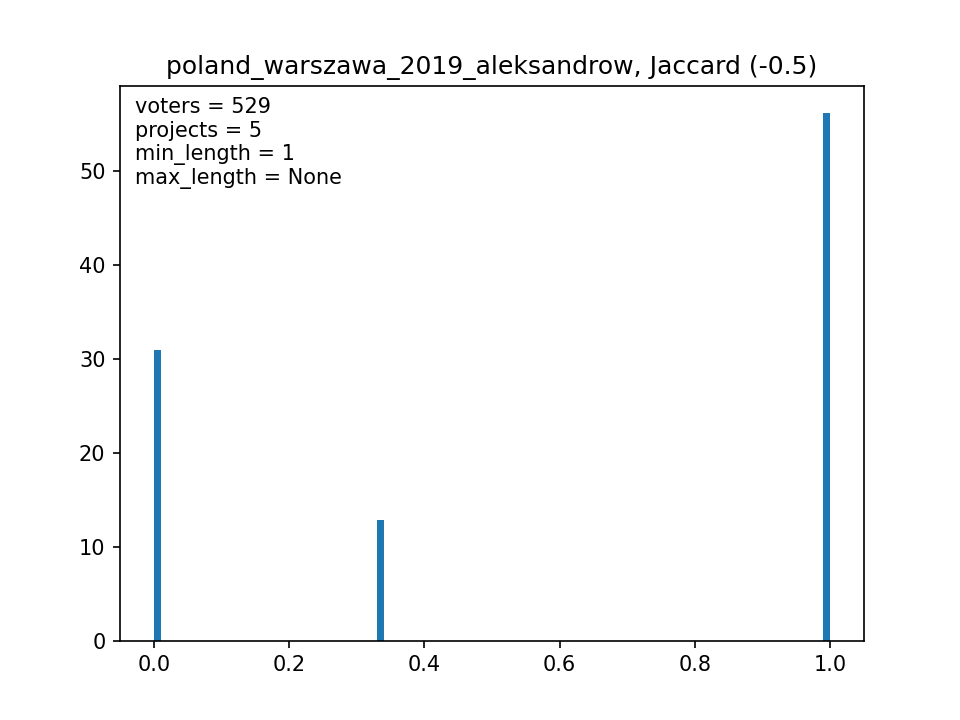 poland_warszawa_2019_aleksandrow, Jaccard (-0.5)
voters = 529
projects = 5
min_length = 1
max_length = None
50
40
30
20
10
0
0.0 0.2 0.4 0.6 0.8 1.0